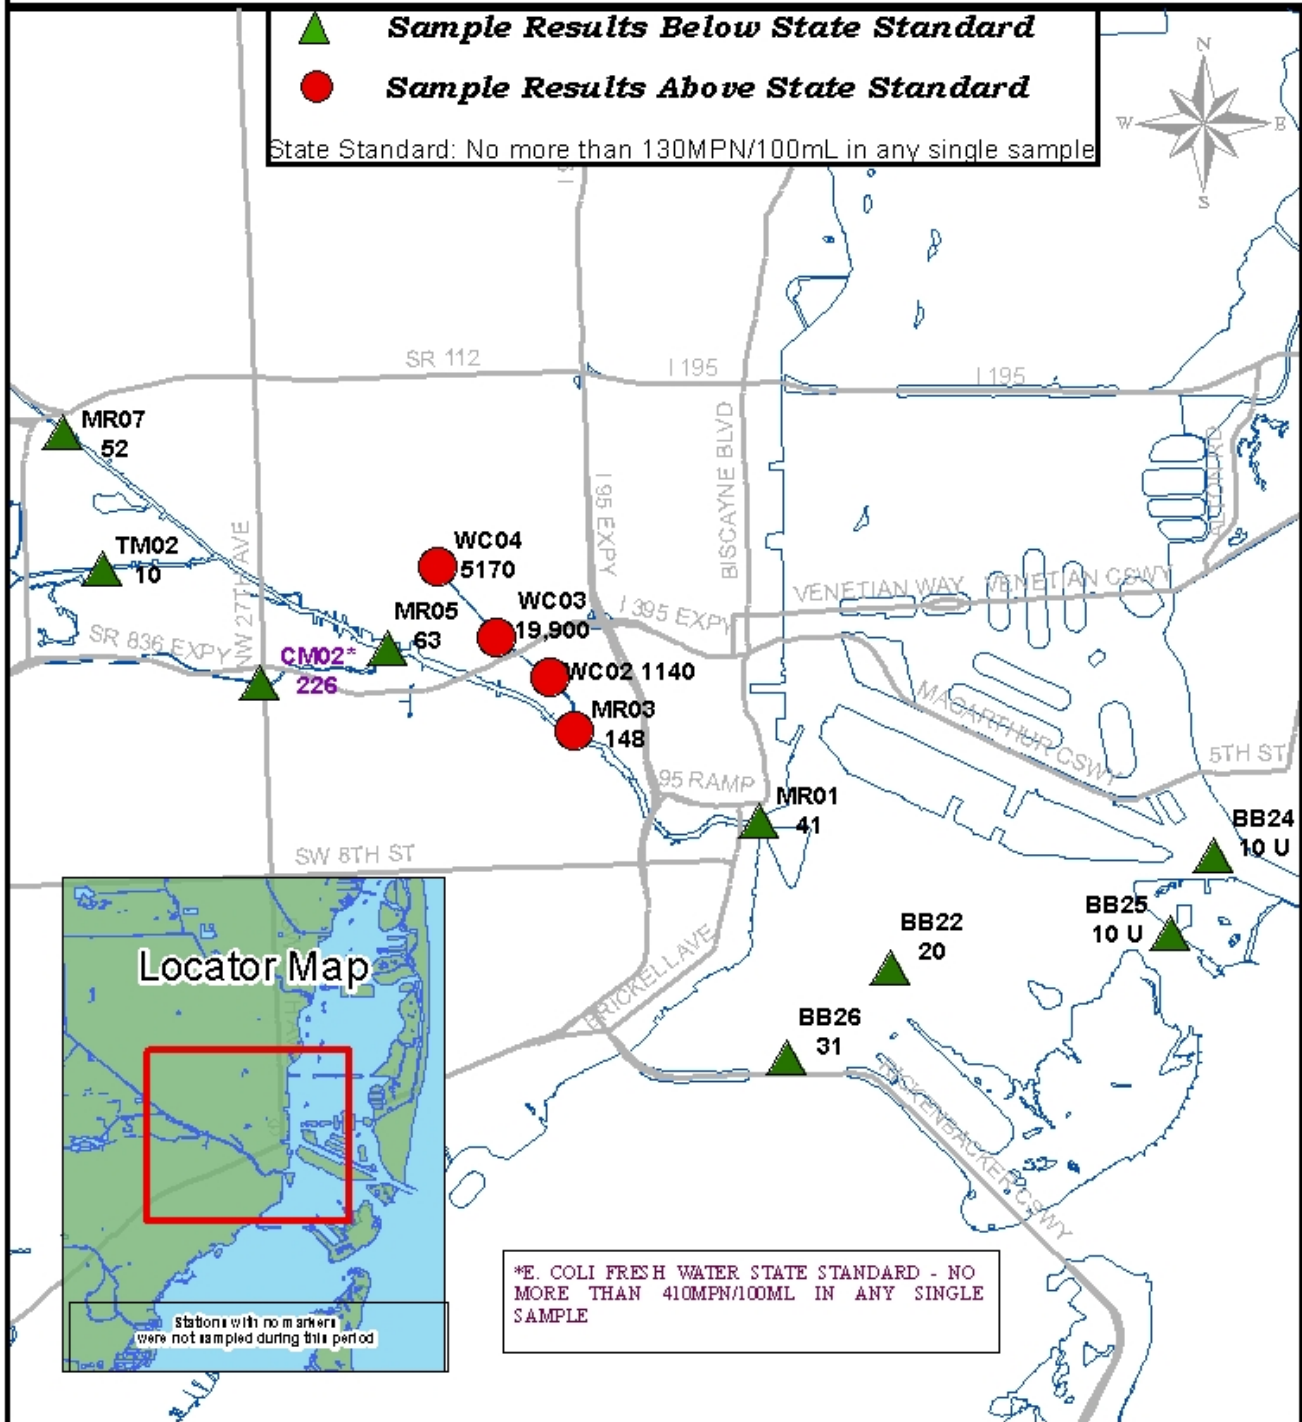 Sample Results Below State Standard
Sample Results Above State Standard
State Standard: No more than 130MPN/100mL in any single sample
N
W
E
S
SR 112
I 195
I 195
MR07
52
BISCAYNE BLVD
ALTON RD
I 95 EXPY
NW 27TH AVE
TM02
10
WC04
5170
VENETIAN WAY
VENETIAN CSWY
MR05
63
WC03
19,900
I 395 EXPY
SR 836 EXPY
CM02*
226
WC02 1140
MR03
148
MACARTHUR CSWY
5TH ST
95 RAMP
MR01
41
BB24
10 U
SW 8TH ST
BB25
10 U
BB22
20
BRICKELL AVE
BB26
31
RICKENBACKER CSWY
Locator Map
*E. COLI FRESH WATER STATE STANDARD - NO
MORE THAN 410MPN/100ML IN ANY SINGLE
SAMPLE
Stations with no markers
were not sampled during this period